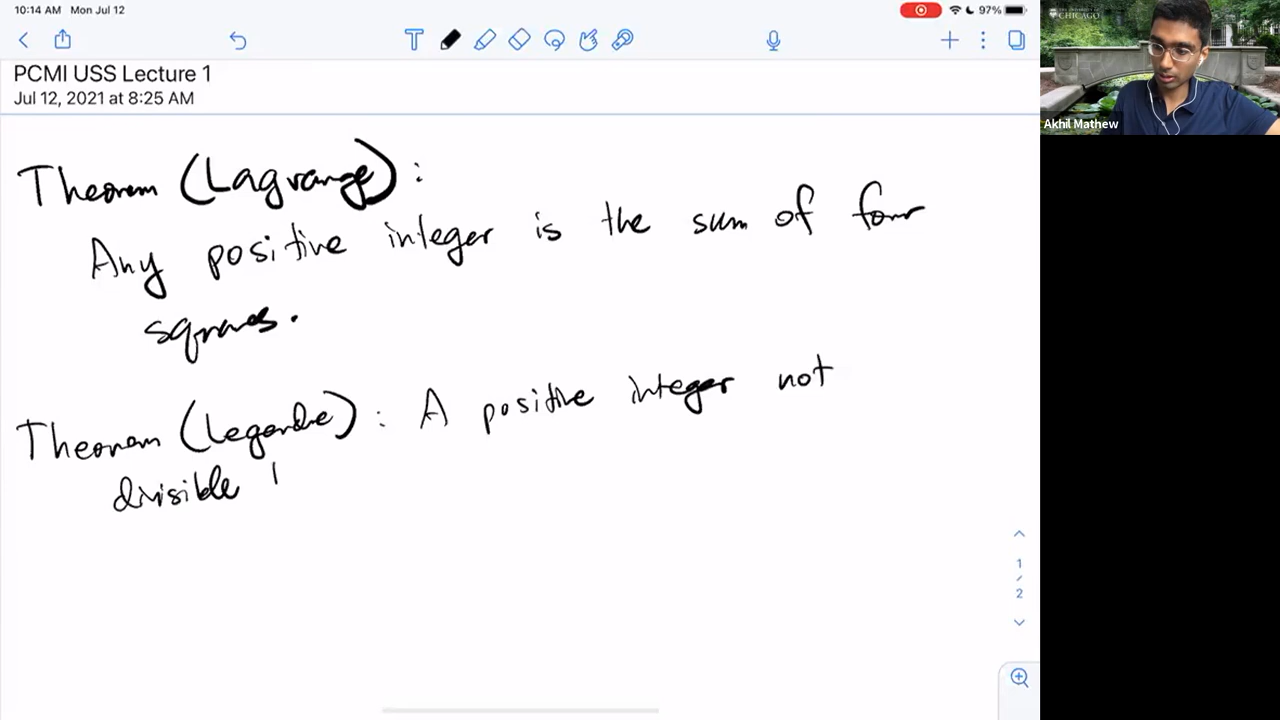 10:14 AM Mon Jul 12
97%
PCMI USS Lecture 1
Jul 12, 2021 at 8:25 AM
Theorem (Lagrange) :
Any positive integer is the sum of four
squares.
Theorem (Legendre) : A positive integer not
divisible
1
/
2
CHICAGO
Akhil Mathew